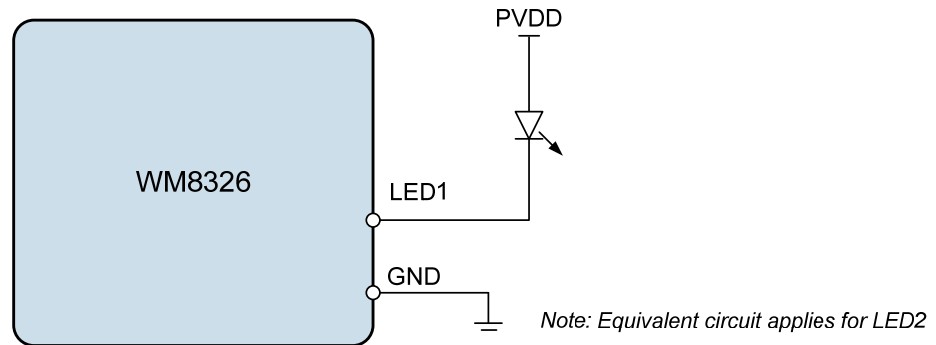 PVDD
WM8326
LED1
GND
Note: Equivalent circuit applies for LED2